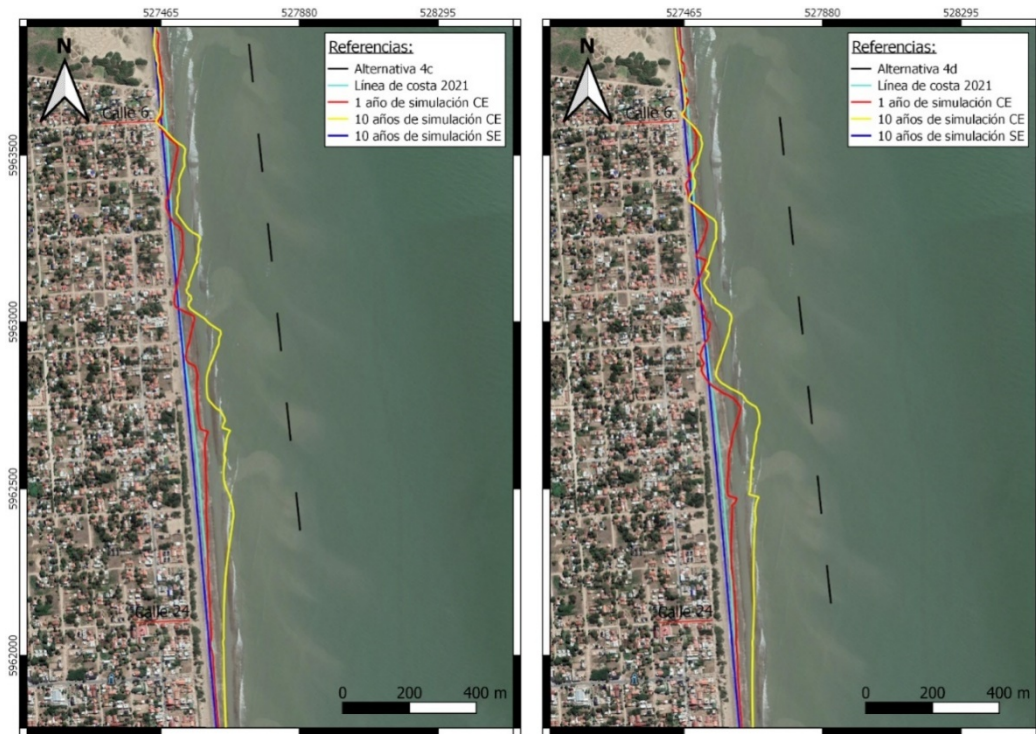 527465 527880 528295
527465 527880 528295
N
Referencias:
Alternativa 4c
Línea de costa 2021
1 año de simulación CE
10 años de simulación CE
10 años de simulación SE
Calle 6
Calle 24
5963500
5963000
5962500
5962000
0 200 400 m
N
Referencias:
Alternativa 4d
Línea de costa 2021
1 año de simulación CE
10 años de simulación CE
10 años de simulación SE
Calle 6
Calle 24
0 200 400 m